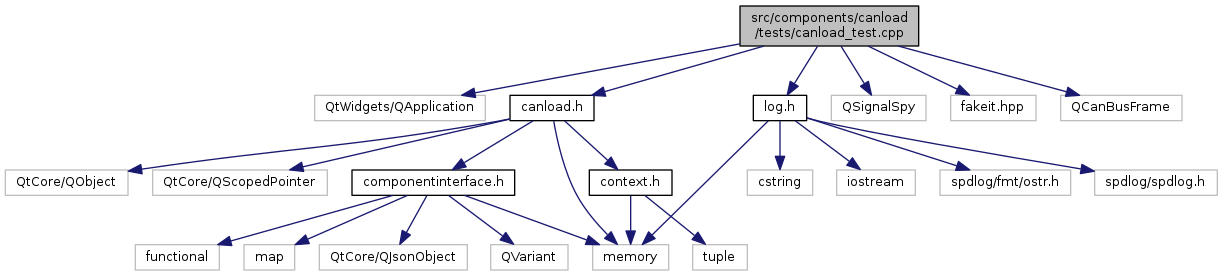 src/components/canload
/tests/canload_test.cpp
QtWidgets/QApplication
canload.h
log.h
QSignalSpy
fakeit.hpp
QCanBusFrame
QtCore/QObject
QtCore/QScopedPointer
componentinterface.h
context.h
cstring
iostream
spdlog/fmt/ostr.h
spdlog/spdlog.h
functional
map
QtCore/QJsonObject
QVariant
memory
tuple